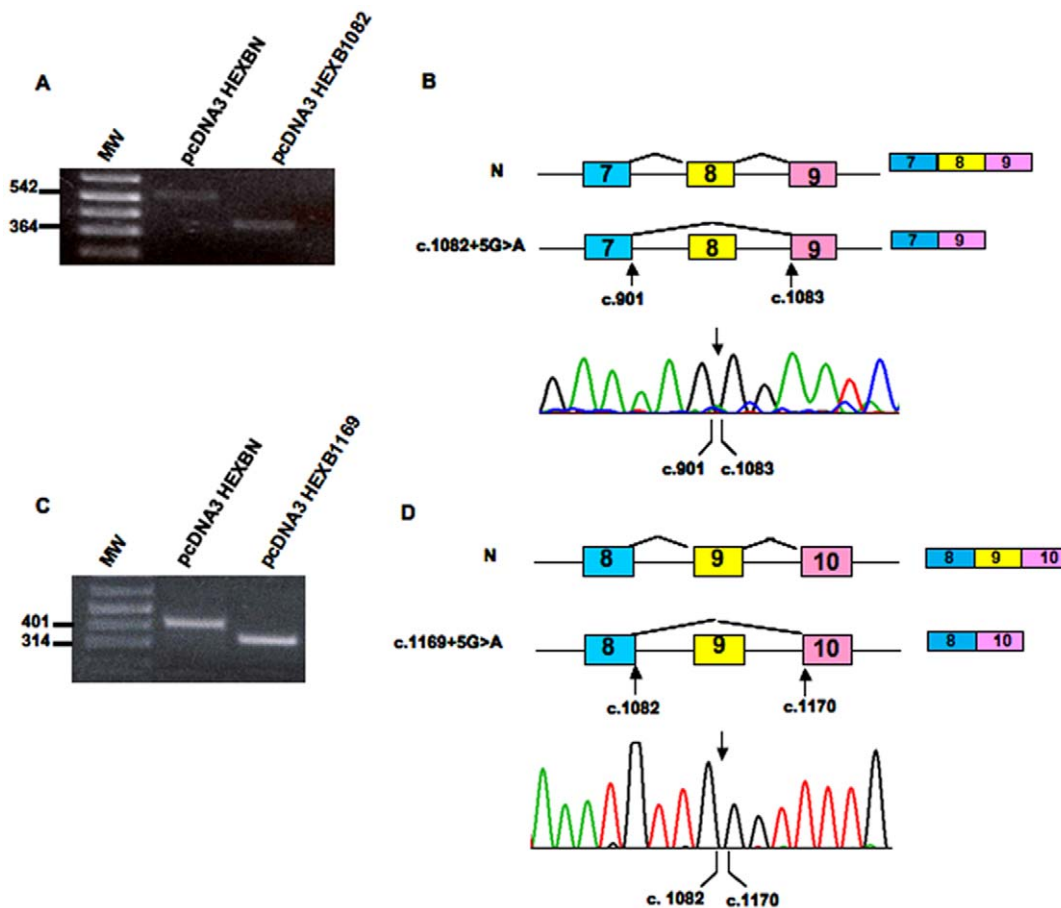 A
MW
pcDNA3 HEXBN
pcDNA3 HEXB1082
542
364
B
N
7
8
9
7 8 9
c.1082+5G>A
7
8
9
7 9
c.901
c.1083
c.901 c.1083
C
MW
pcDNA3 HEXBN
pcDNA3 HEXB1169
401
314
D
N
8
9
10
8 9 10
c.1169+5G>A
8
9
10
8 10
c.1082
c.1170
c. 1082 c.1170